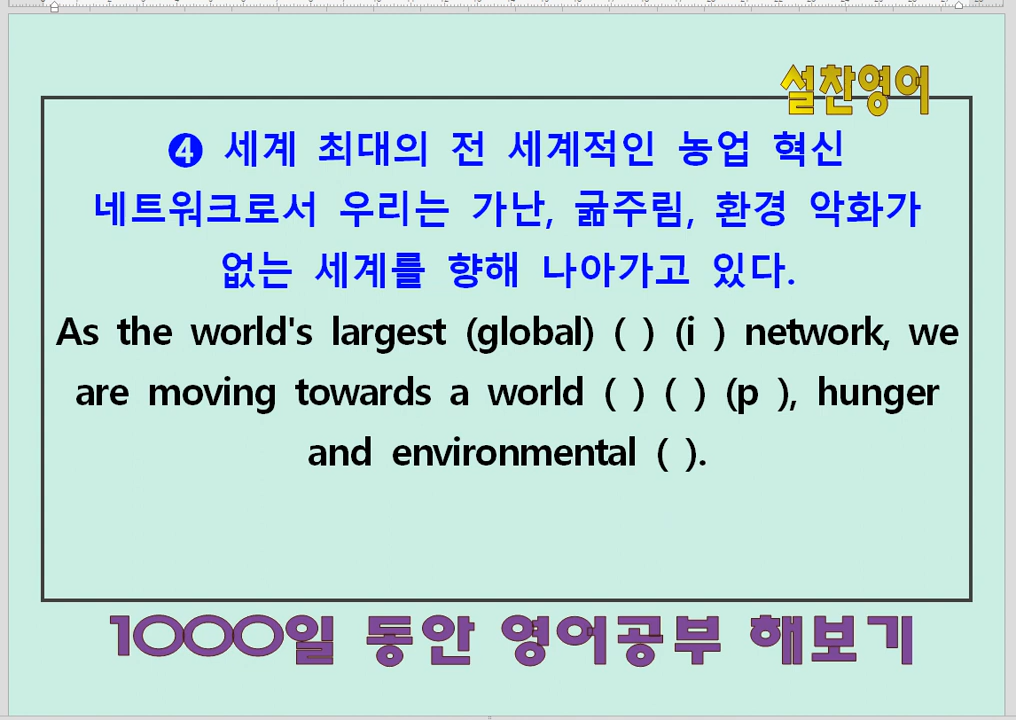 설찬영어
❹ 세계 최대의 전 세계적인 농업 혁신
네트워크로서 우리는 가난, 굶주림, 환경 악화가
없는 세계를 향해 나아가고 있다.
As the world's largest (global) ( ) (i ) network, we
are moving towards a world ( ) ( ) (p ), hunger
and environmental ( ).
1000일 동안 영어공부 해보기